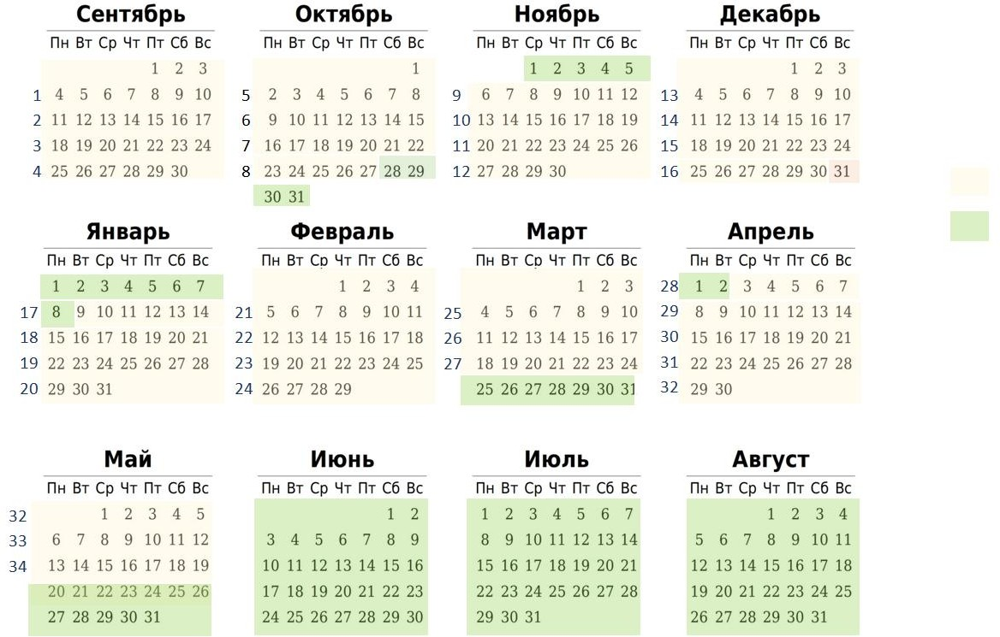 Сентябрь Октябрь Ноябрь Декабрь
Пн Вт Ср Чт Пт Сб Вс Пн Вт Ср Чт Пт Сб Вс Пн Вт Ср Чт Пт Сб Вс Пн Вт Ср Чт Пт Сб Вс
1 2 3 1 1 2 3 4 5 1 2 3
1 4 5 6 7 8 9 10 5 2 3 4 5 6 7 8 9 6 7 8 9 10 11 12 13 4 5 6 7 8 9 10
2 11 12 13 14 15 16 17 6 9 10 11 12 13 14 15 10 13 14 15 16 17 18 19 14 11 12 13 14 15 16 17
3 18 19 20 21 22 23 24 7 16 17 18 19 20 21 22 11 20 21 22 23 24 25 26 15 18 19 20 21 22 23 24
4 25 26 27 28 29 30 8 23 24 25 26 27 28 29 12 27 28 29 30 16 25 26 27 28 29 30 31
30 31
Январь Февраль Март Апрель
Пн Вт Ср Чт Пт Сб Вс Пн Вт Ср Чт Пт Сб Вс Пн Вт Ср Чт Пт Сб Вс Пн Вт Ср Чт Пт Сб Вс
1 2 3 4 5 6 7 1 2 3 4 1 2 3 28 1 2 3 4 5 6 7
17 8 9 10 11 12 13 14 21 5 6 7 8 9 10 11 25 4 5 6 7 8 9 10 29 8 9 10 11 12 13 14
18 15 16 17 18 19 20 21 22 12 13 14 15 16 17 18 26 11 12 13 14 15 16 17 30 15 16 17 18 19 20 21
19 22 23 24 25 26 27 28 23 19 20 21 22 23 24 25 27 18 19 20 21 22 23 24 31 22 23 24 25 26 27 28
20 29 30 31 24 26 27 28 29 25 26 27 28 29 30 31 32 29 30
Май Июнь Июль Август
Пн Вт Ср Чт Пт Сб Вс Пн Вт Ср Чт Пт Сб Вс Пн Вт Ср Чт Пт Сб Вс Пн Вт Ср Чт Пт Сб Вс
32 1 2 3 4 5 1 2 1 2 3 4 5 6 7 1 2 3 4
33 6 7 8 9 10 11 12 3 4 5 6 7 8 9 8 9 10 11 12 13 14 5 6 7 8 9 10 11
34 13 14 15 16 17 18 19 10 11 12 13 14 15 16 15 16 17 18 19 20 21 12 13 14 15 16 17 18
20 21 22 23 24 25 26 17 18 19 20 21 22 23 22 23 24 25 26 27 28 19 20 21 22 23 24 25
27 28 29 30 31 24 25 26 27 28 29 30 29 30 31 26 27 28 29 30 31